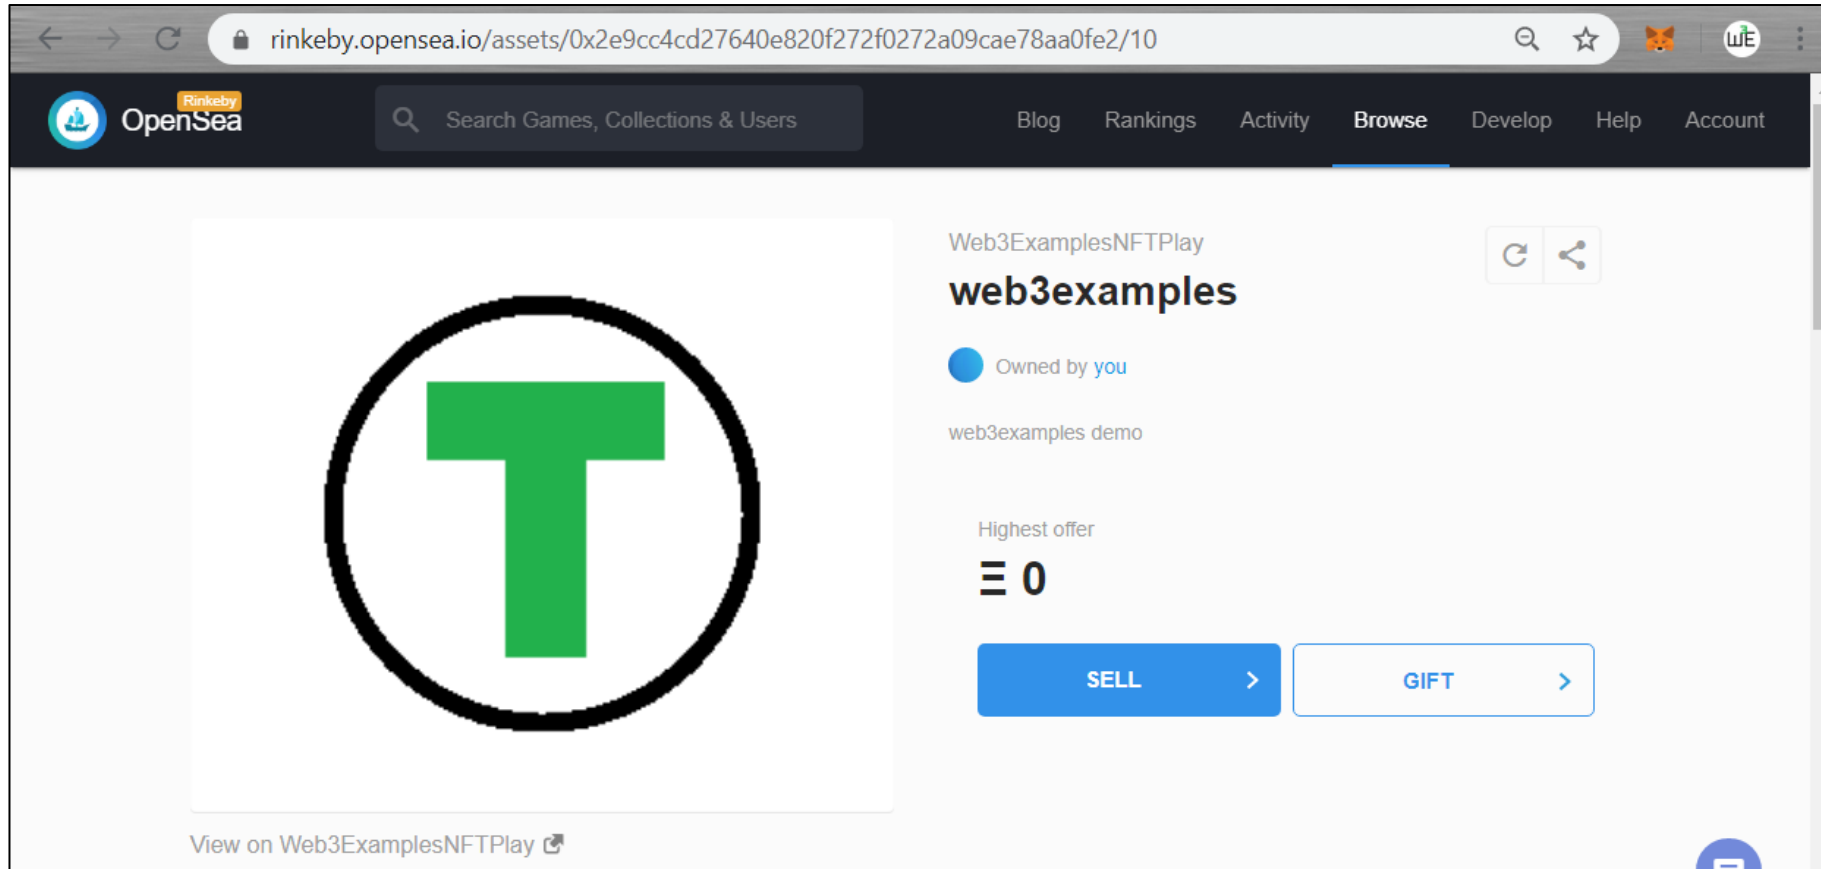 rinkeby.opensea.io/assets/0x2e9cc4cd27640e820f272f0272a09cae78aa0fe2/10
WE
Rinkeby
OpenSea
Search Games, Collections & Users
Blog
Rankings
Activity
Browse
Develop
Help
Account
T
Web3ExamplesNFTPlay
web3examples
Owned by you
web3examples demo
Highest offer
Ξ 0
SELL
GIFT
View on Web3ExamplesNFTPlay